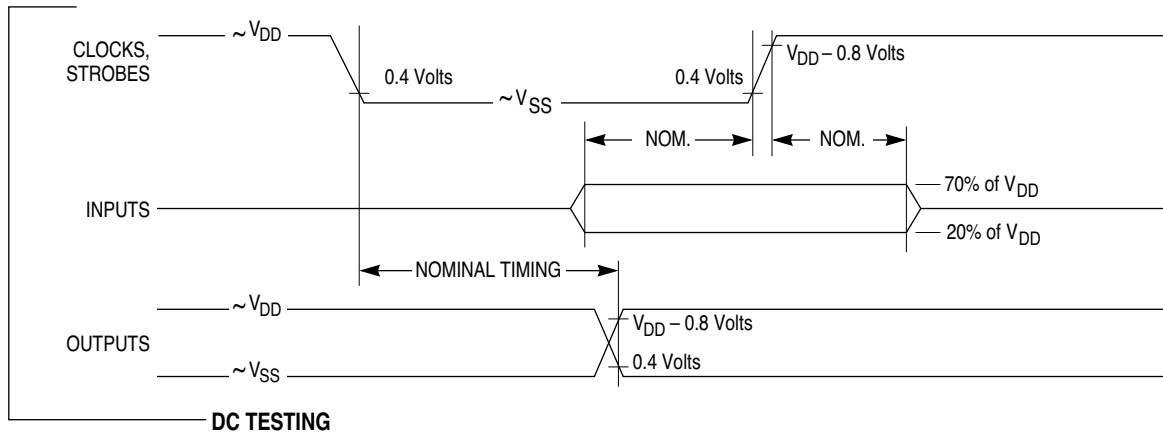 ~VDD
CLOCKS,
STROBES
0.4 Volts
~VSS
0.4 Volts
VDD – 0.8 Volts
NOM.
NOM.
INPUTS
70% of VDD
20% of VDD
NOMINAL TIMING
OUTPUTS
~VDD
VDD – 0.8 Volts
0.4 Volts
~VSS
DC TESTING